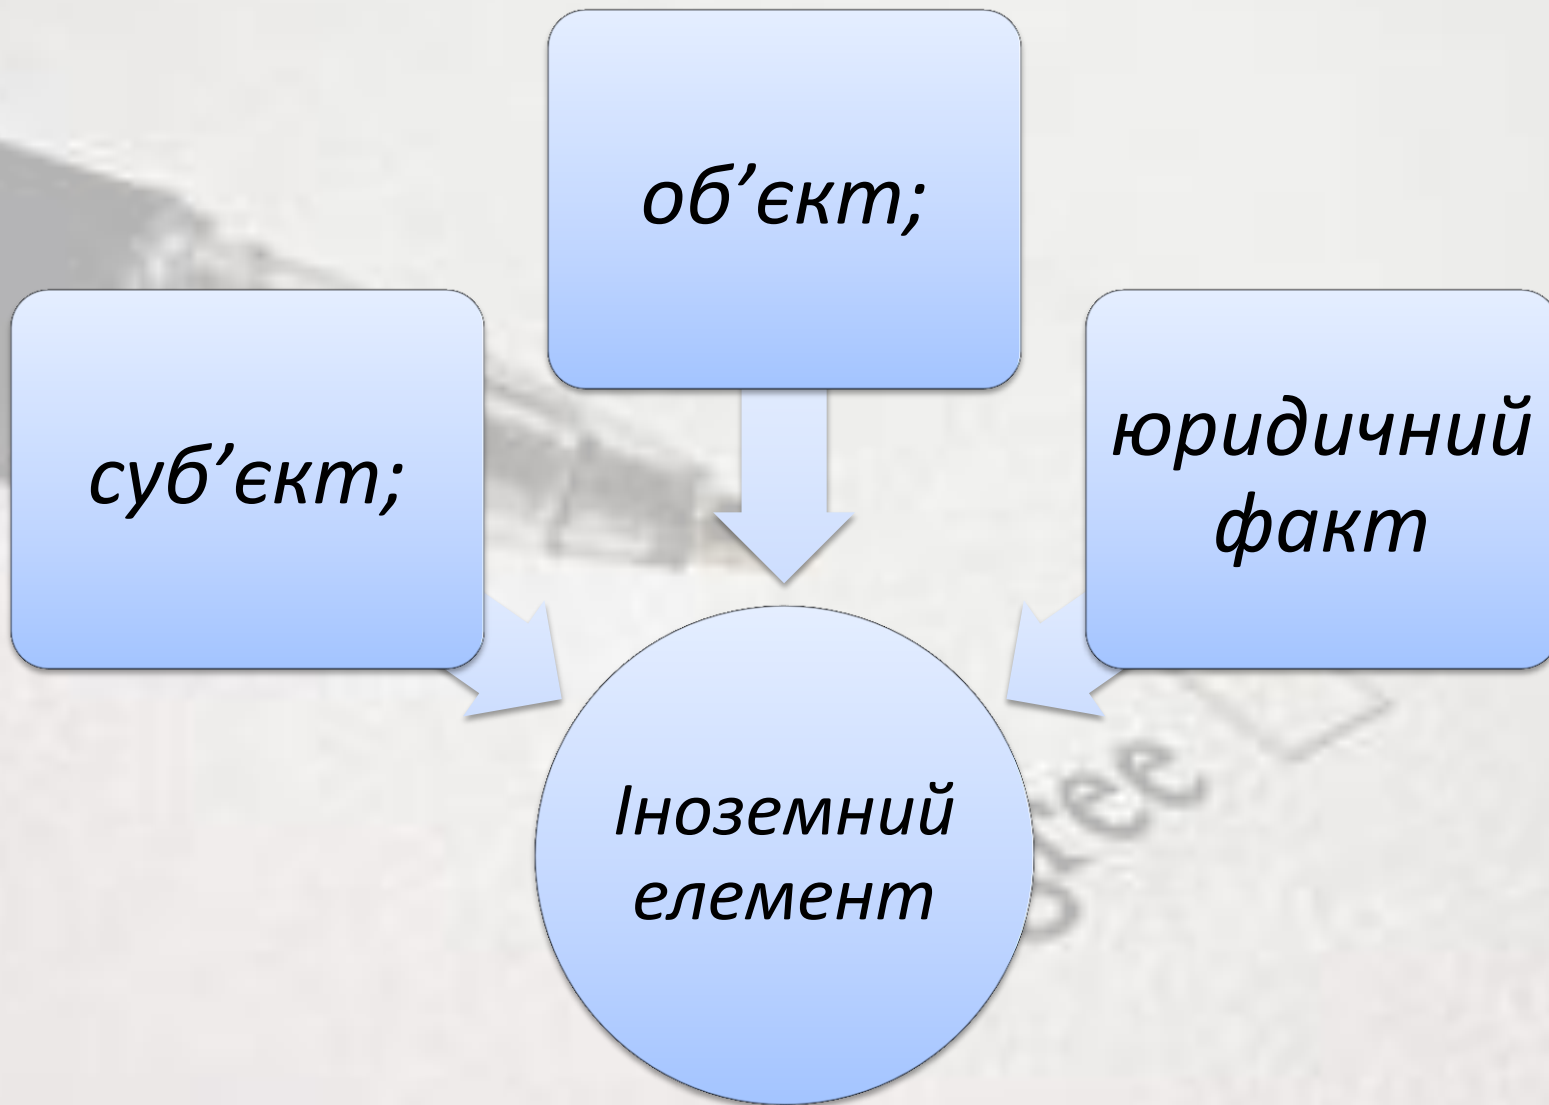 об’єкт;
суб’єкт;
юридичний
факт
Іноземний
елемент